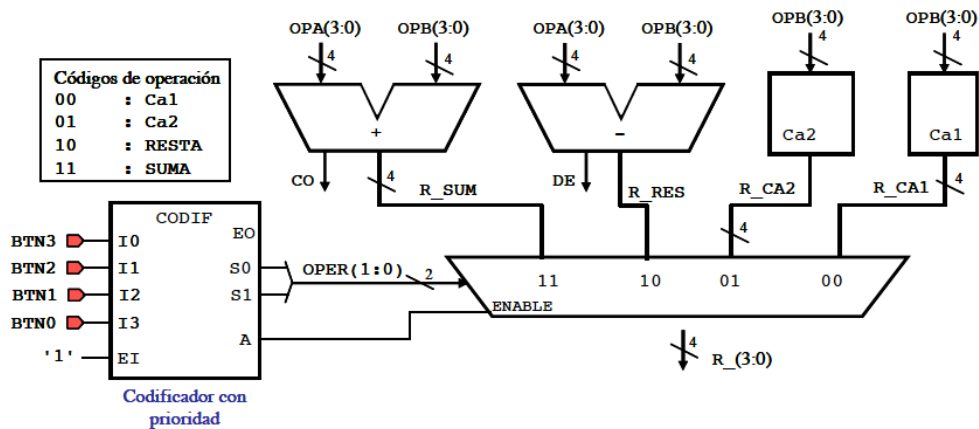 OPA(3:0) OPB(3:0) OPA(3:0) OPB(3:0) OPB(3:0) OPB(3:0)
4 4 4 4 4 4
Códigos de operación
00 : Ca1
01 : Ca2
10 : RESTA
11 : SUMA
+ - Ca2 Ca1
CO 4 R_SUM DE R_RES R_CA2 R_CA1 4
4
CODIF
EO
BTN3 I0
BTN2 I1 S0
BTN1 I2 S1
BTN0 I3
'1' EI A
OPER(1:0) 2
11 10 01 00
ENABLE
4 R_(3:0)
Codificador con
prioridad